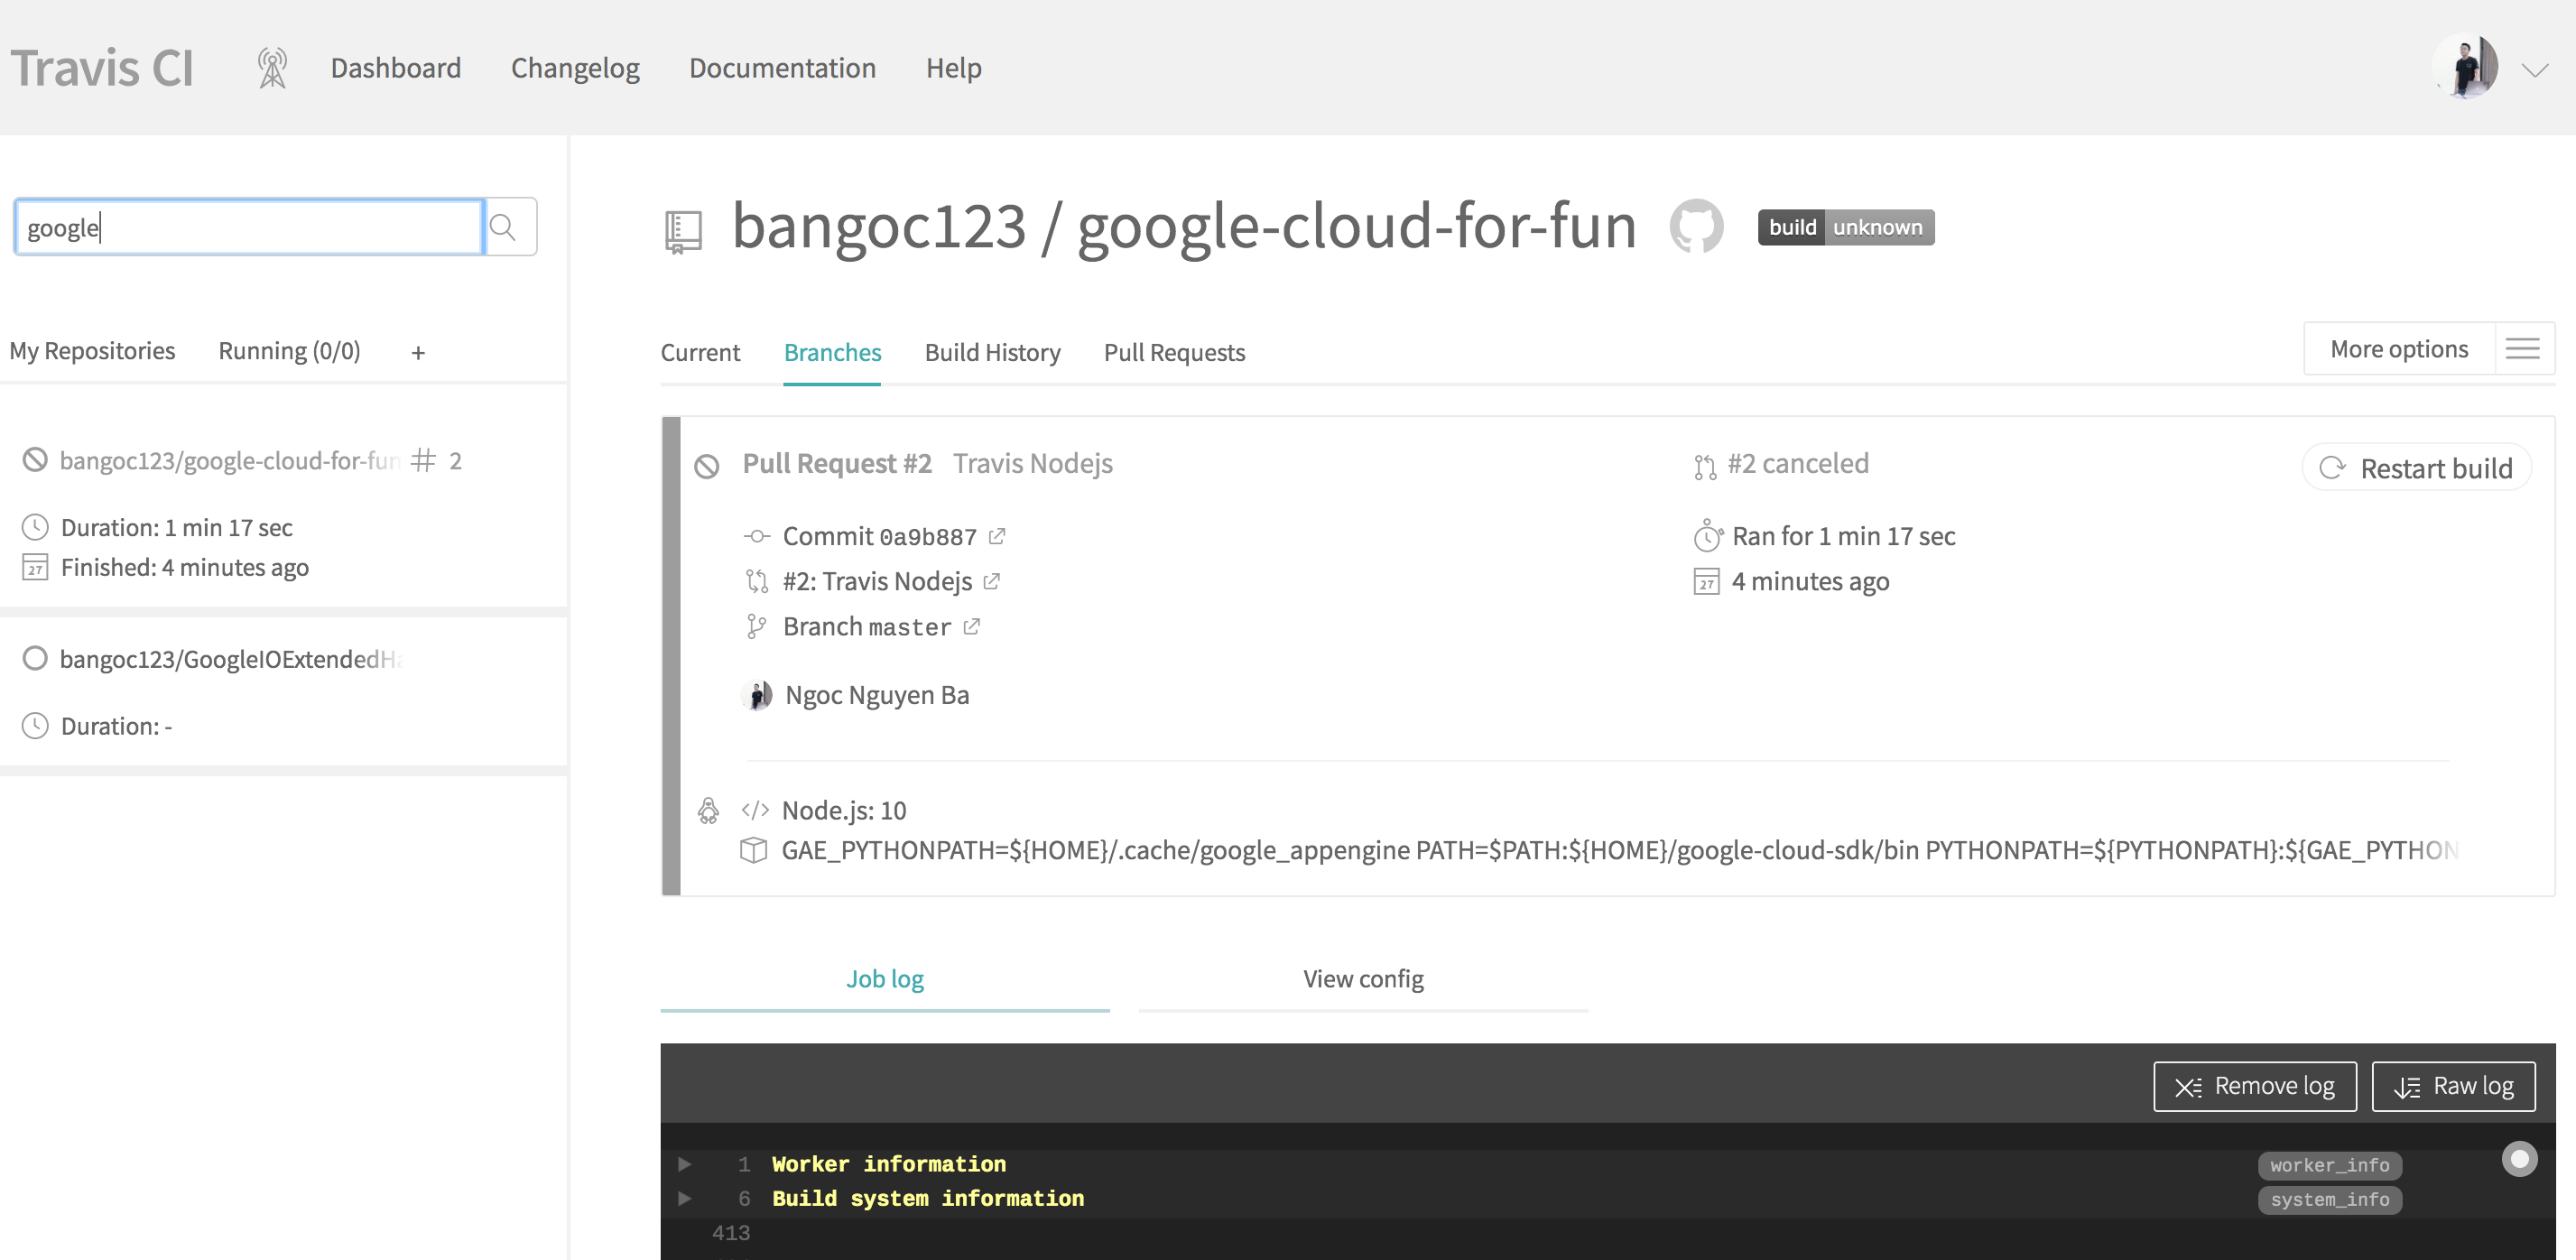 Travis CI
Dashboard
Changelog
Documentation
Help
google
My Repositories
Running (0/0)
+
bangoc123/google-cloud-for-fun # 2
Duration: 1 min 17 sec
27 Finished: 4 minutes ago
bangoc123/GoogleIOExtendedHa
Duration: -
bangoc123 / google-cloud-for-fun
build unknown
Current
Branches
Build History
Pull Requests
More options
Pull Request #2 Travis Nodejs
#2 canceled
Restart build
Commit 0a9b887
#2: Travis Nodejs
Branch master
Ran for 1 min 17 sec
27 4 minutes ago
Ngoc Nguyen Ba
</> Node.js: 10
GAE_PYTHONPATH=${HOME}/.cache/google_appengine PATH=$PATH:${HOME}/google-cloud-sdk/bin PYTHONPATH=${PYTHONPATH}:${GAE_PYTHON
Job log
View config
Remove log
Raw log
1 Worker information worker_info
6 Build system information system_info
413